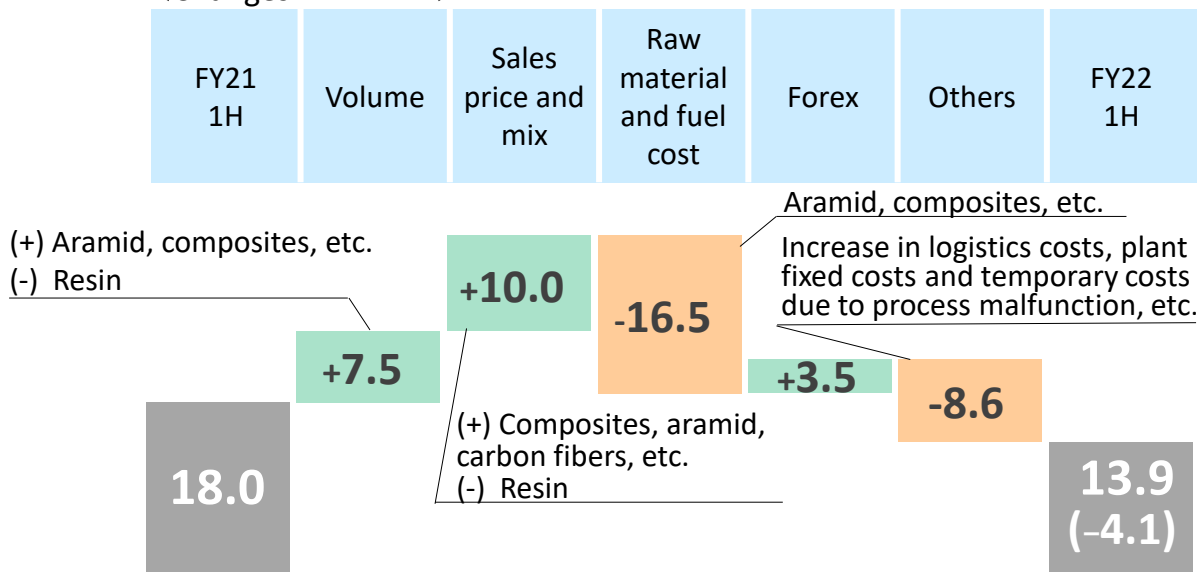 FY21
1H
Volume
Sales
price and
mix
Raw
material
and fuel
cost
Forex
Others
FY22
1H
Aramid, composites, etc.
(+) Aramid, composites, etc.
(-) Resin
Increase in logistics costs, plant
fixed costs and temporary costs
due to process malfunction, etc.
+10.0
-16.5
+7.5
+3.5
-8.6
(+) Composites, aramid,
carbon fibers, etc.
(-) Resin
18.0
13.9
(–4.1)